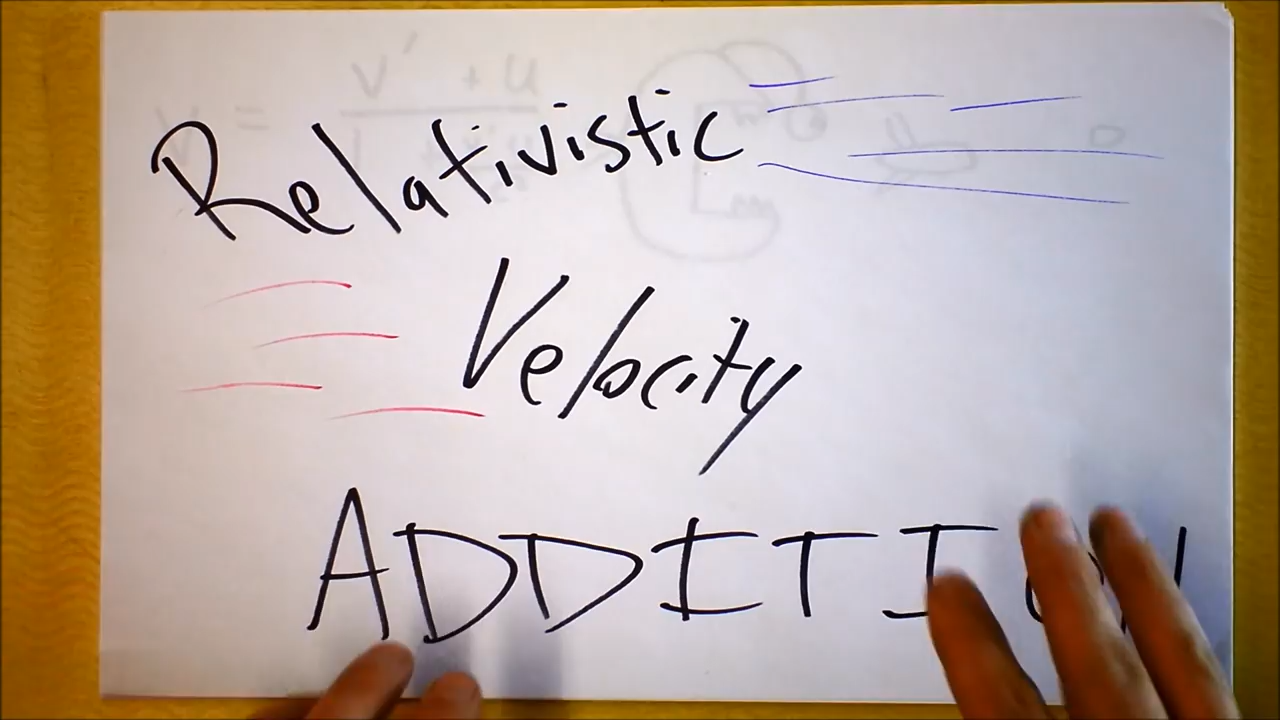 Relativistic
Velocity
ADDITION
v' + u
=